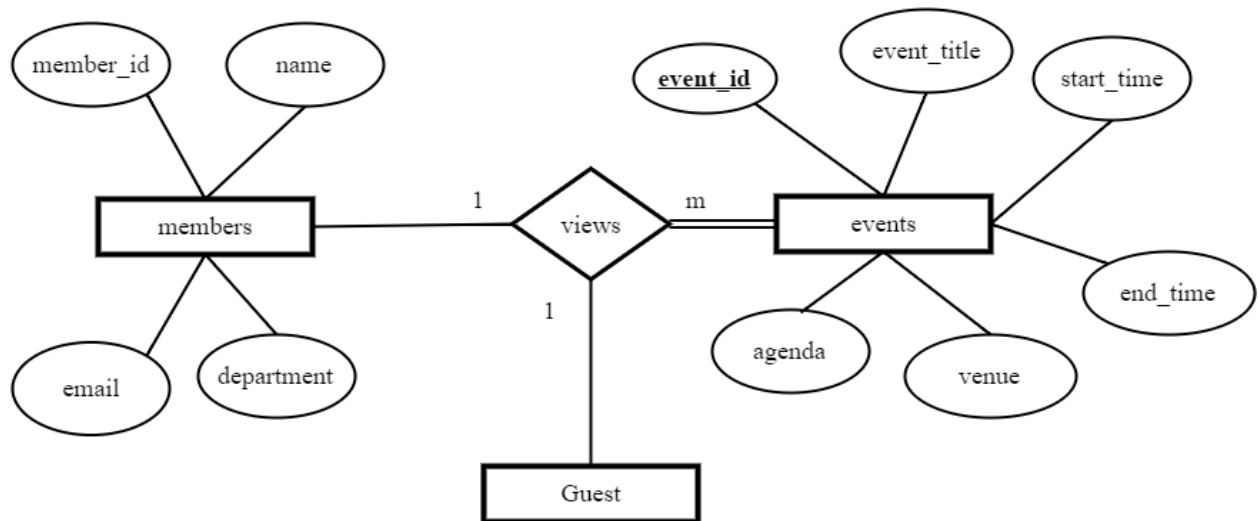 member_id
name
event_id
event_title
start_time
members
1
views
m
events
end_time
1
agenda
venue
email
department
Guest